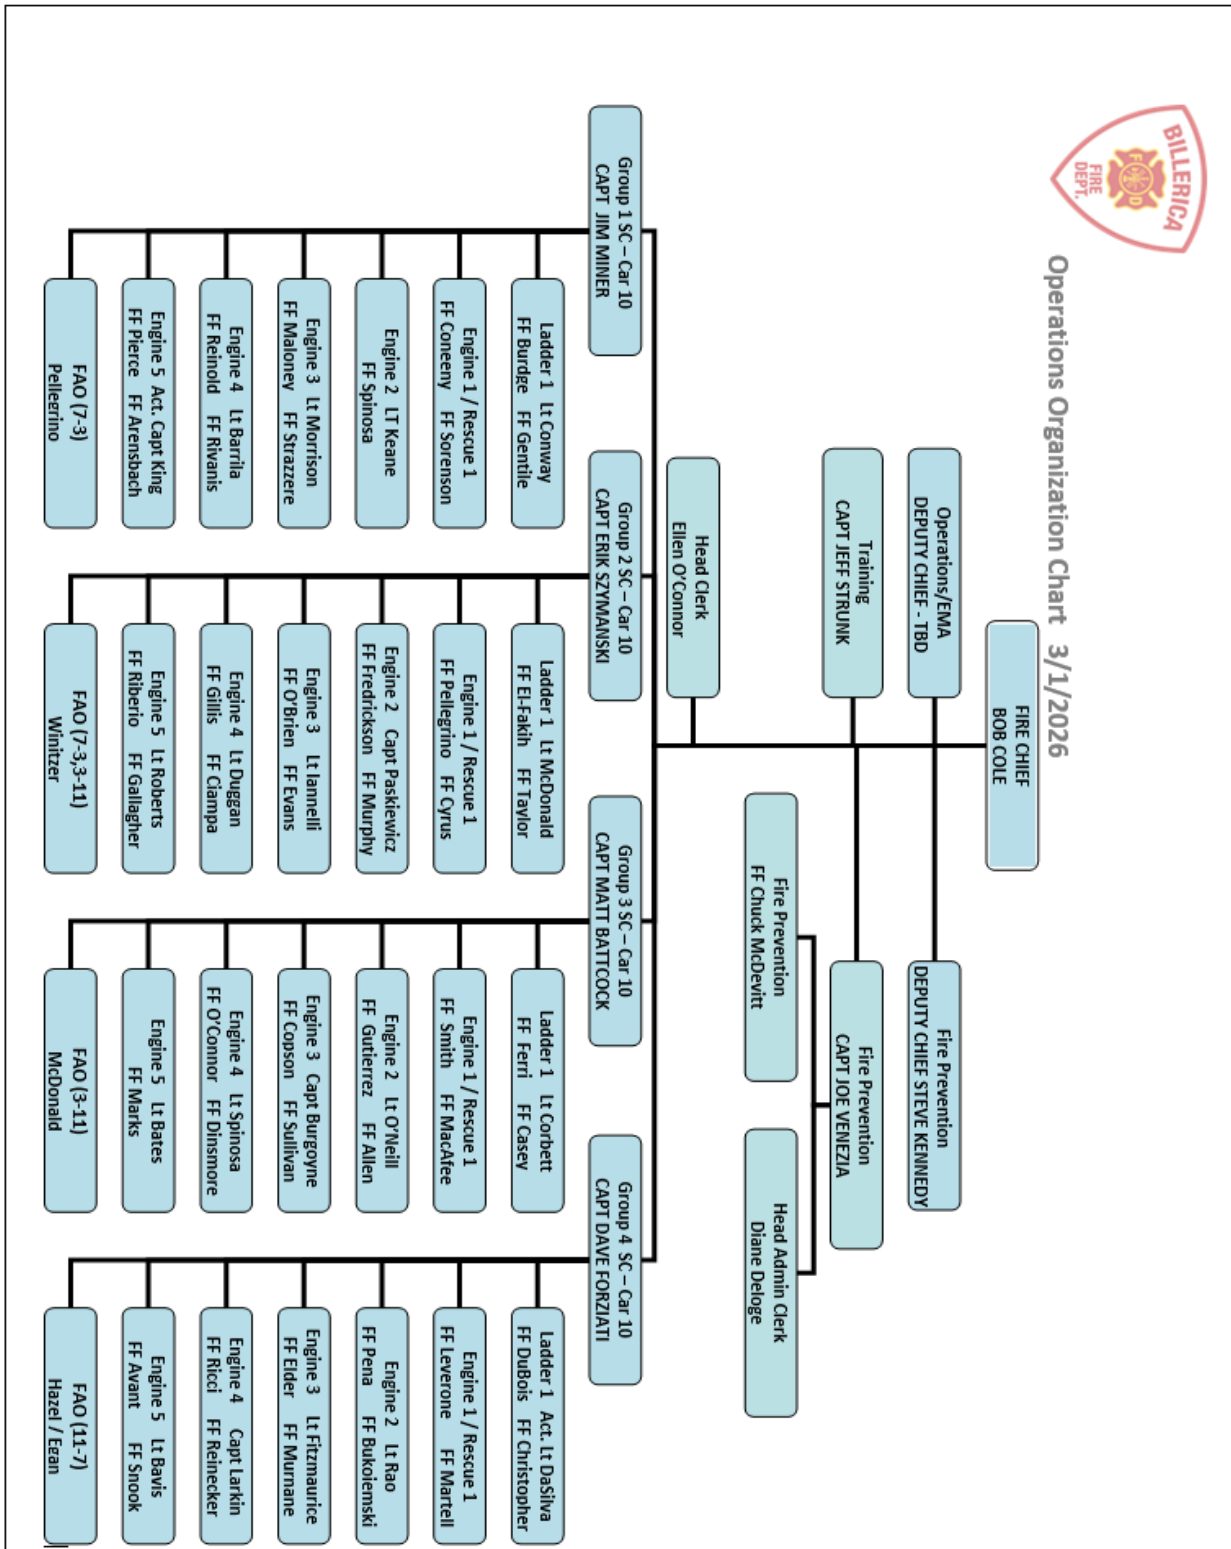 BILLERICA
F D
FIRE
DEPT.
Operations Organization Chart 3/1/2026
FIRE CHIEF
BOB COLE
Operations/EMA
DEPUTY CHIEF - TBD
Fire Prevention
DEPUTY CHIEF STEVE KENNEDY
Training
CAPT JEFF STRUNK
Fire Prevention
CAPT JOE VENEZIA
Fire Prevention
FF Chuck McDevitt
Head Admin Clerk
Diane Deloge
Head Clerk
Ellen O'Connor
Group 1 SC – Car 10
CAPT JIM MINER
Ladder 1 Lt Conway
FF Burdge FF Gentile
Engine 1 / Rescue 1
FF Coneeny FF Sorenson
Engine 2 LT Keane
FF Spinosa
Engine 3 Lt Morrison
FF Maloney FF Strazzere
Engine 4 Lt Barrila
FF Reinold FF Rivanis
Engine 5 Act. Capt King
FF Pierce FF Arensbach
FAO (7-3)
Pellegrino
Group 2 SC – Car 10
CAPT ERIK SZYMANSKI
Ladder 1 Lt McDonald
FF El-Fakih FF Taylor
Engine 1 / Rescue 1
FF Pellegrino FF Cyrus
Engine 2 Capt Paskiewicz
FF Fredrickson FF Murphy
Engine 3 Lt Iannelli
FF O'Brien FF Evans
Engine 4 Lt Duggan
FF Gillis FF Ciampa
Engine 5 Lt Roberts
FF Riberio FF Gallagher
FAO (7-3,3-11)
Winitzer
Group 3 SC – Car 10
CAPT MATT BATTCOCK
Ladder 1 Lt Corbett
FF Ferri FF Casey
Engine 1 / Rescue 1
FF Smith FF MacAfee
Engine 2 Lt O'Neill
FF Gutierrez FF Allen
Engine 3 Capt Burgoyne
FF Copson FF Sullivan
Engine 4 Lt Spinosa
FF O'Connor FF Dinsmore
Engine 5 Lt Bates
FF Marks
FAO (3-11)
McDonald
Group 4 SC – Car 10
CAPT DAVE FORZIATI
Ladder 1 Act. Lt DaSilva
FF DuBois FF Christopher
Engine 1 / Rescue 1
FF Leverone FF Martell
Engine 2 Lt Rao
FF Pena FF Bukoiemski
Engine 3 Lt Fitzmaurice
FF Elder FF Murnane
Engine 4 Capt Larkin
FF Ricci FF Reinecker
Engine 5 Lt Bavis
FF Avant FF Snook
FAO (11-7)
Hazel / Egan